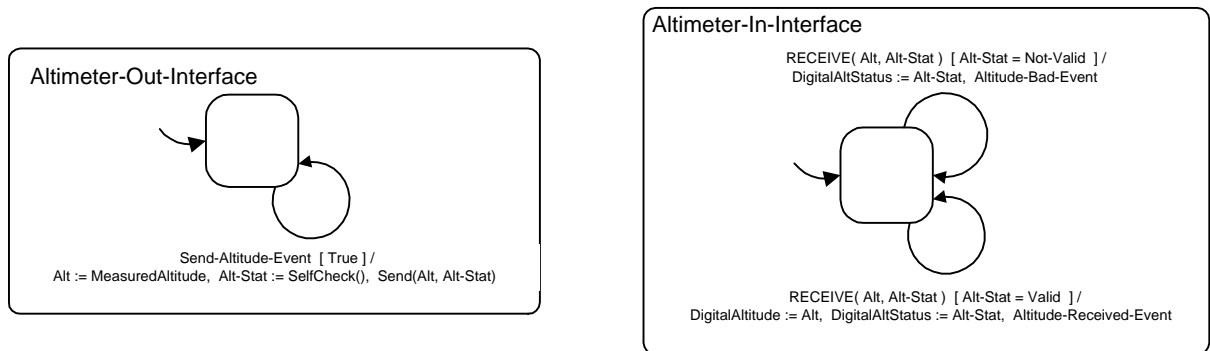 Altimeter-Out-Interface
Send-Altitude-Event [ True ] /
Alt := MeasuredAltitude, Alt-Stat := SelfCheck(), Send(Alt, Alt-Stat)
Altimeter-In-Interface
RECEIVE( Alt, Alt-Stat ) [ Alt-Stat = Not-Valid ] /
DigitalAltStatus := Alt-Stat, Altitude-Bad-Event
RECEIVE( Alt, Alt-Stat ) [ Alt-Stat = Valid ] /
DigitalAltitude := Alt, DigitalAltStatus := Alt-Stat, Altitude-Received-Event